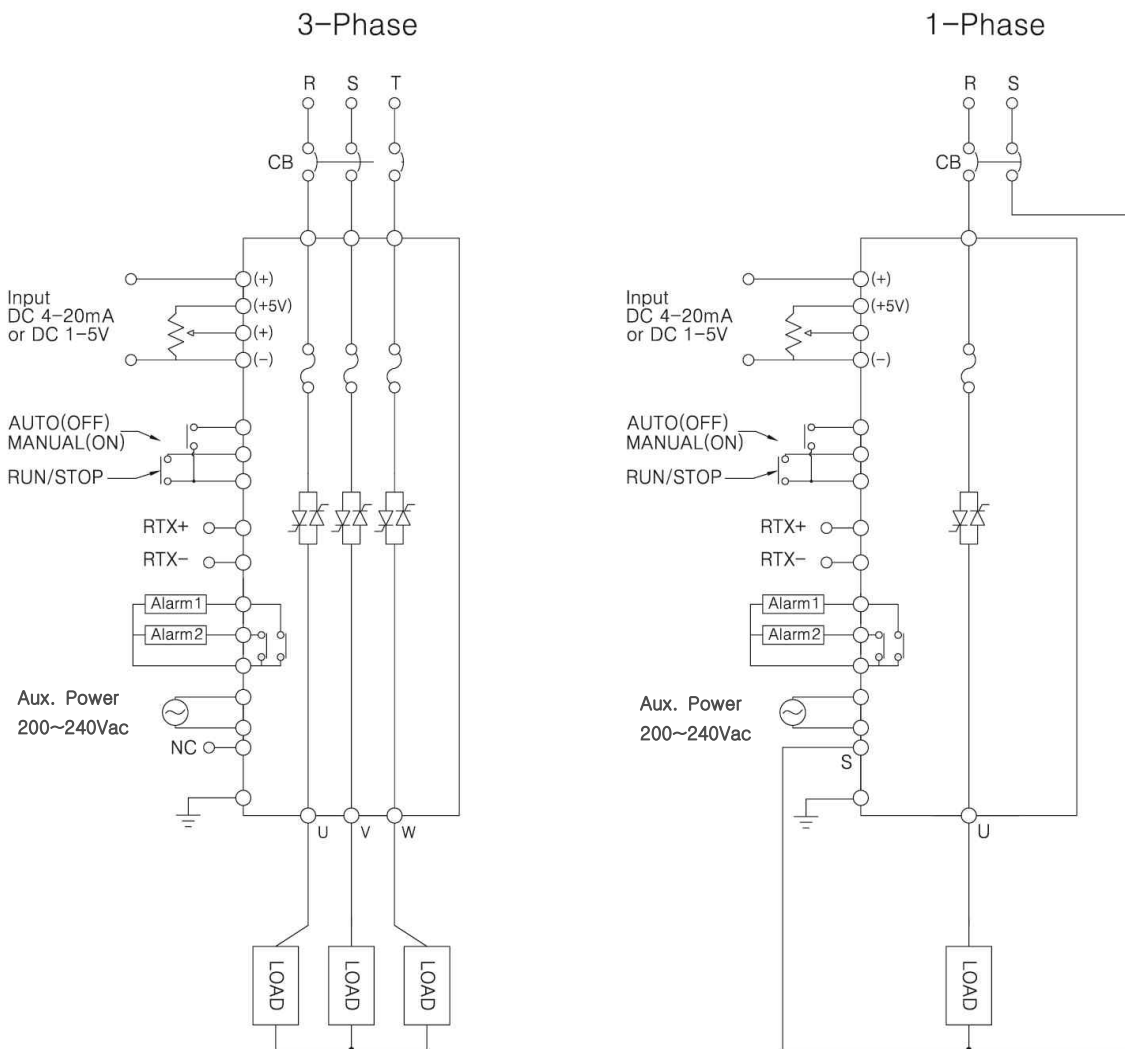 3-Phase
R S T
CB
(+)
(+5V)
(+)
(-)
Input
DC 4-20mA
or DC 1-5V
AUTO(OFF)
MANUAL(ON)
RUN/STOP
RTX+
RTX-
Alarm1
Alarm2
Aux. Power
200~240Vac
NC
U V W
LOAD LOAD LOAD
1-Phase
R S
CB
(+)
(+5V)
(-)
Input
DC 4-20mA
or DC 1-5V
AUTO(OFF)
MANUAL(ON)
RUN/STOP
RTX+
RTX-
Alarm1
Alarm2
Aux. Power
200~240Vac
S
U
LOAD